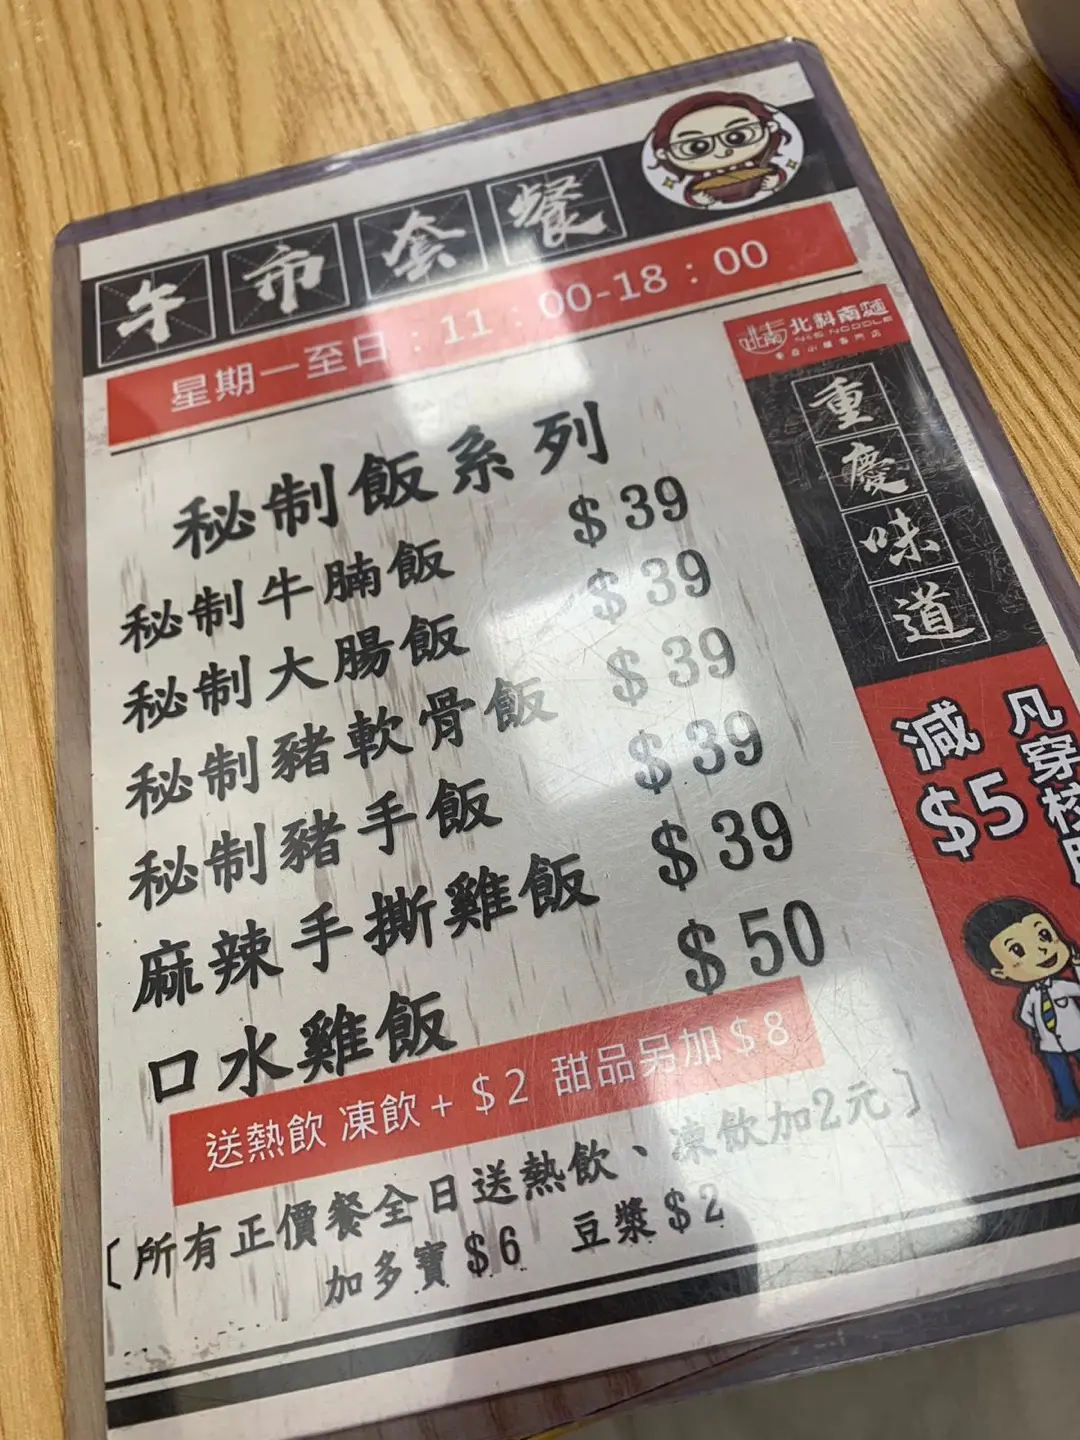 午市套餐
星期一至日：11：00-18：00
北斗南麵
重慶味道
秘制飯系列
秘制牛腩飯 $39
秘制大腸飯 $39
秘制豬軟骨飯 $39
秘制豬手飯 $39
麻辣手撕雞飯 $39
口水雞飯 $50
送熱飲 凍飲+$2 甜品另加$8
〔所有正價餐全日送熱飲、凍飲加2元〕
加多寶$6 豆漿$2
凡穿校
減
$5